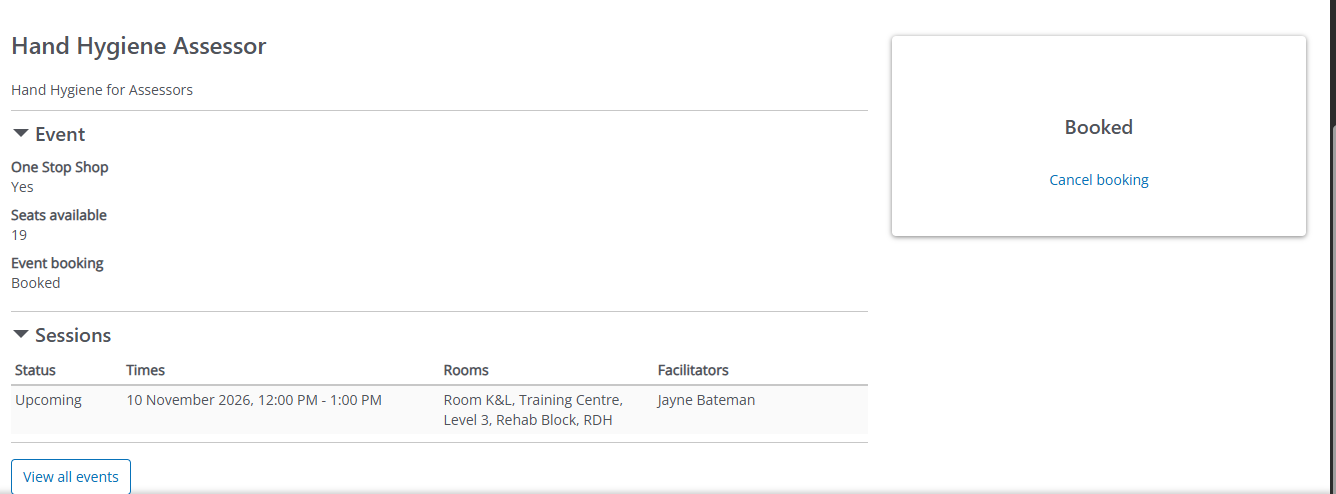 Hand Hygiene Assessor
Hand Hygiene for Assessors
Event
One Stop Shop
Yes
Seats available
19
Event booking
Booked
Sessions
Status Times Rooms Facilitators
Upcoming 10 November 2026, 12:00 PM - 1:00 PM Room K&L, Training Centre, Jayne Bateman
Level 3, Rehab Block, RDH
View all events
Booked
Cancel booking